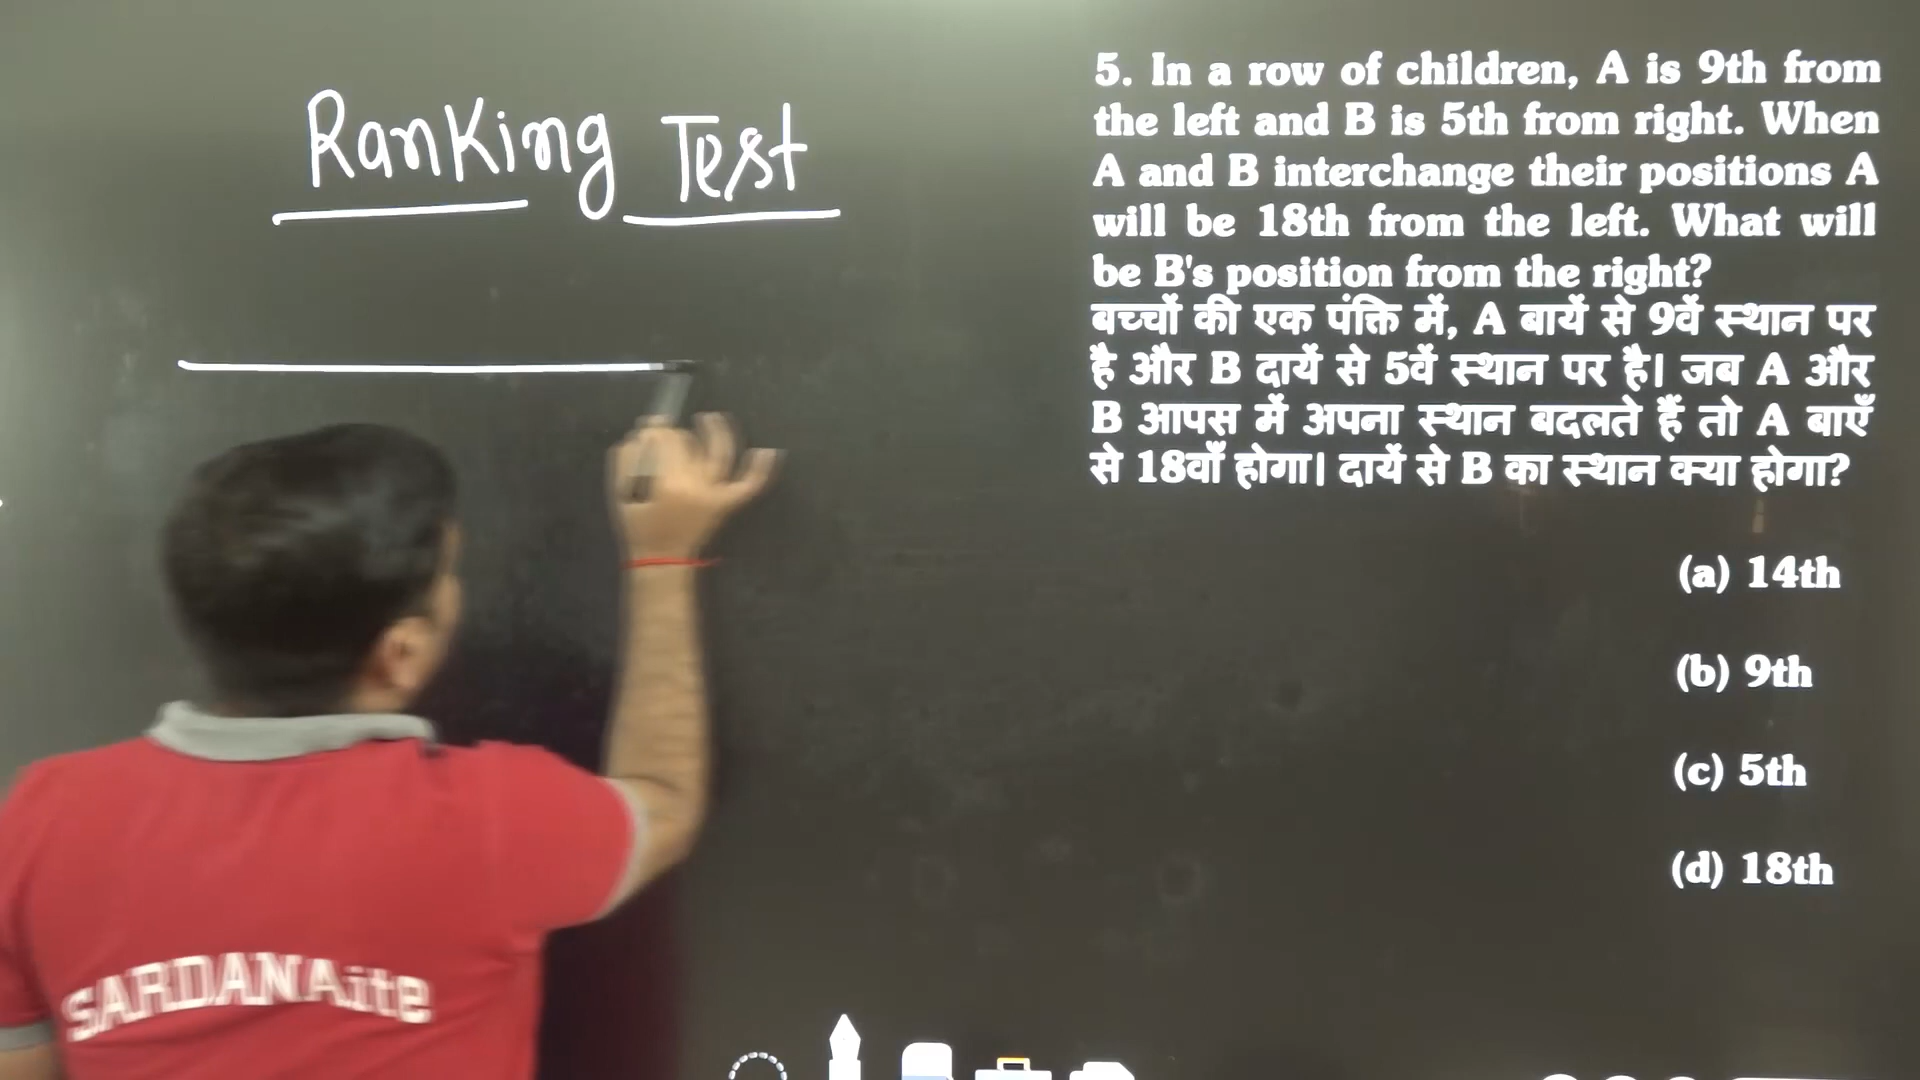 Ranking Test
5. In a row of children, A is 9th from
the left and B is 5th from right. When
A and B interchange their positions A
will be 18th from the left. What will
be B's position from the right?
बच्चों की एक पंक्ति में, A बायें से 9वें स्थान पर
है और B दायें से 5वें स्थान पर है। जब A और
B आपस में अपना स्थान बदलते हैं तो A बाएँ
से 18वाँ होगा। दायें से B का स्थान क्या होगा?
(a) 14th
(b) 9th
(c) 5th
(d) 18th
SARDANAite